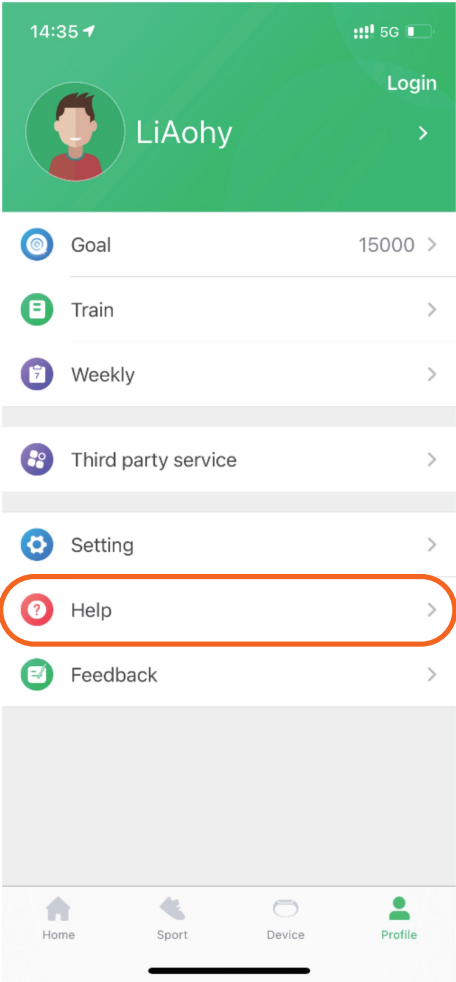 14:35 5G
Login
LiAohy
Goal 15000
Train
7
Weekly
Third party service
Setting
?
Help
Feedback
Home Sport Device Profile